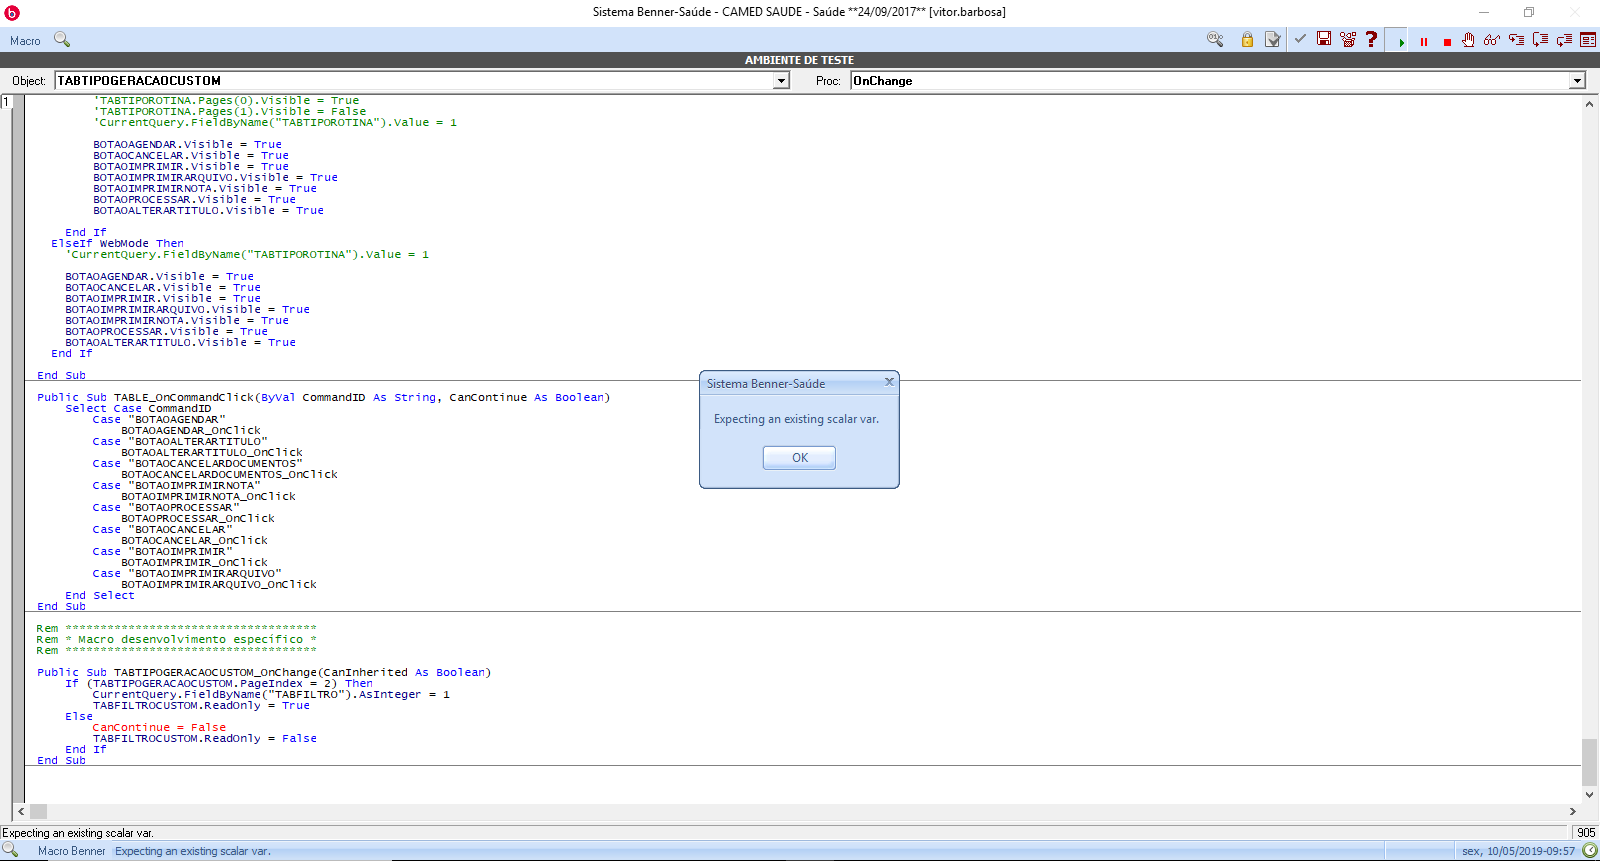 Sistema Benner-Saúde - CAMED SAUDE - Saúde **24/09/2017** [vitor.barbosa]
Macro
AMBIENTE DE TESTE
Object: TABTIPOGERACAOCUSTOM Proc: OnChange
1
'TABTIPOROTINA.Pages(0).Visible = True
'TABTIPOROTINA.Pages(1).Visible = False
'CurrentQuery.FieldByName("TABTIPOROTINA").Value = 1
BOTAOAGENDAR.Visible = True
BOTAOCANCELAR.Visible = True
BOTAOIMPRIMIR.Visible = True
BOTAOIMPRIMIRARQUIVO.Visible = True
BOTAOIMPRIMIRNOTA.Visible = True
BOTAOPROCESSAR.Visible = True
BOTAOALTERARTITULO.Visible = True
End If
ElseIf WebMode Then
'CurrentQuery.FieldByName("TABTIPOROTINA").Value = 1
BOTAOAGENDAR.Visible = True
BOTAOCANCELAR.Visible = True
BOTAOIMPRIMIR.Visible = True
BOTAOIMPRIMIRARQUIVO.Visible = True
BOTAOIMPRIMIRNOTA.Visible = True
BOTAOPROCESSAR.Visible = True
BOTAOALTERARTITULO.Visible = True
End If
End Sub
Public Sub TABLE_OnCommandClick(ByVal CommandID As String, CanContinue As Boolean)
Select Case CommandID
Case "BOTAOAGENDAR"
BOTAOAGENDAR_OnClick
Case "BOTAOALTERARTITULO"
BOTAOALTERARTITULO_OnClick
Case "BOTAOCANCELARDOCUMENTOS"
BOTAOCANCELARDOCUMENTOS_OnClick
Case "BOTAOIMPRIMIRNOTA"
BOTAOIMPRIMIRNOTA_OnClick
Case "BOTAOPROCESSAR"
BOTAOPROCESSAR_OnClick
Case "BOTAOCANCELAR"
BOTAOCANCELAR_OnClick
Case "BOTAOIMPRIMIR"
BOTAOIMPRIMIR_OnClick
Case "BOTAOIMPRIMIRARQUIVO"
BOTAOIMPRIMIRARQUIVO_OnClick
End Select
End Sub
Rem ************************************
Rem * Macro desenvolvimento específico *
Rem ************************************
Public Sub TABTIPOGERACAOCUSTOM_OnChange(CanInherited As Boolean)
If (TABTIPOGERACAOCUSTOM.PageIndex = 2) Then
CurrentQuery.FieldByName("TABFILTRO").AsInteger = 1
TABFILTROCUSTOM.ReadOnly = True
Else
CanContinue = False
TABFILTROCUSTOM.ReadOnly = False
End If
End Sub
Sistema Benner-Saúde
Expecting an existing scalar var.
OK
Expecting an existing scalar var. 905
Macro Benner Expecting an existing scalar var. sex, 10/05/2019-09:57